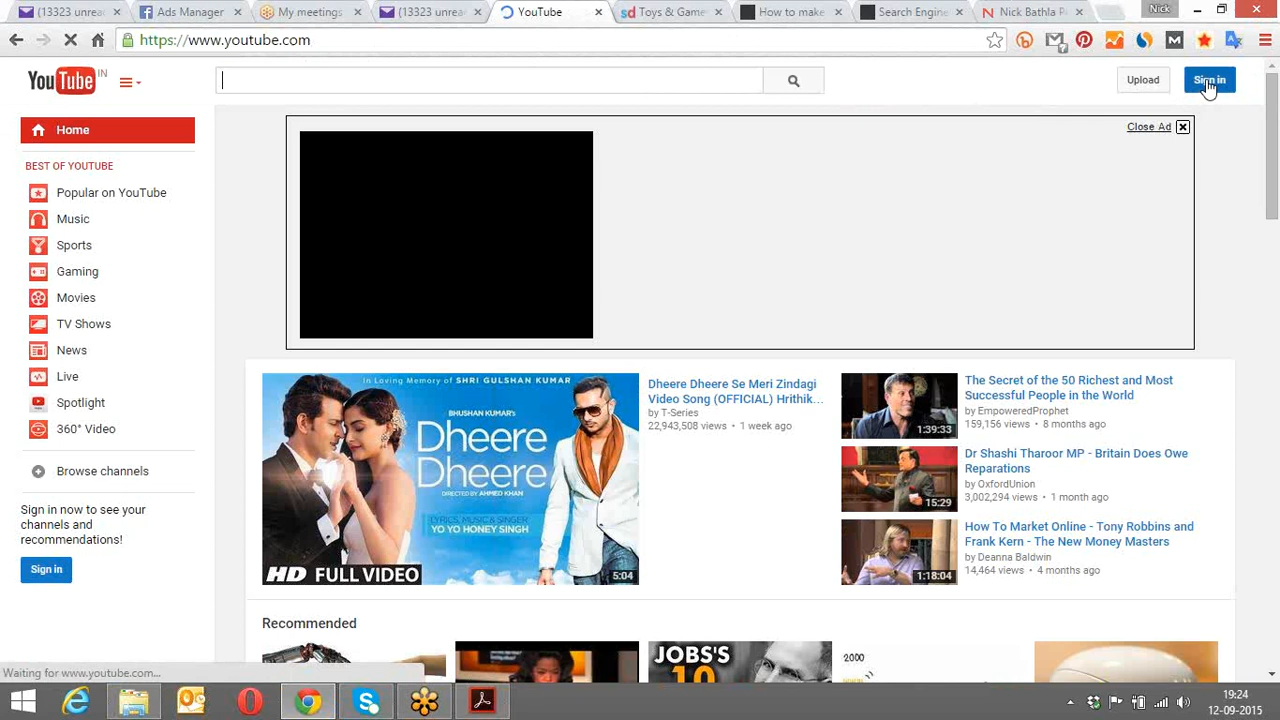 (13323 unrea
Ads Manager
My meetings
(13323 unrea
YouTube
Toys & Game
How to make
Search Engine
Nick Bathla P
Nick
https://www.youtube.com
YouTube IN
Upload
Sign in
Home
BEST OF YOUTUBE
Popular on YouTube
Music
Sports
Gaming
Movies
TV Shows
News
Live
Spotlight
360° Video
Browse channels
Sign in now to see your
channels and
recommendations!
Sign in
Close Ad
In Loving Memory of SHRI GULSHAN KUMAR
BHUSHAN KUMAR'S
Dheere
Dheere
DIRECTED BY AHMED KHAN
LYRICS, MUSIC & SINGER
YO YO HONEY SINGH
HD FULL VIDEO
5:04
Dheere Dheere Se Meri Zindagi
Video Song (OFFICIAL) Hrithik...
by T-Series
22,943,508 views • 1 week ago
1:39:33
The Secret of the 50 Richest and Most
Successful People in the World
by EmpoweredProphet
159,156 views • 8 months ago
15:29
Dr Shashi Tharoor MP - Britain Does Owe
Reparations
by OxfordUnion
3,002,294 views • 1 month ago
1:18:04
How To Market Online - Tony Robbins and
Frank Kern - The New Money Masters
by Deanna Baldwin
14,464 views • 4 months ago
Recommended
JOBS'S
10
2.000
Waiting for www.youtube.com...
19:24
12-09-2015